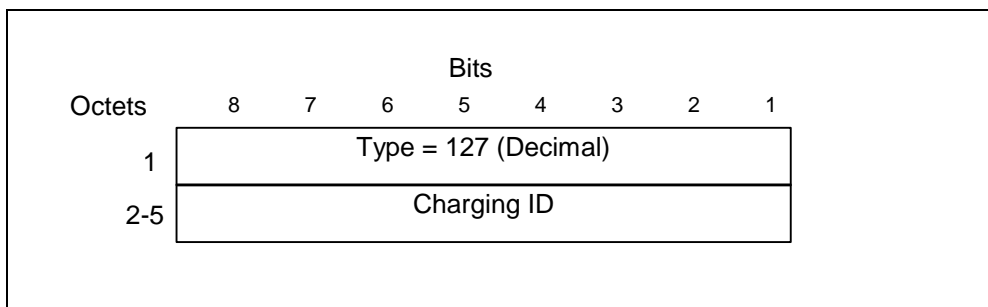 Bits
Octets 8 7 6 5 4 3 2 1
1 Type = 127 (Decimal)
2-5 Charging ID